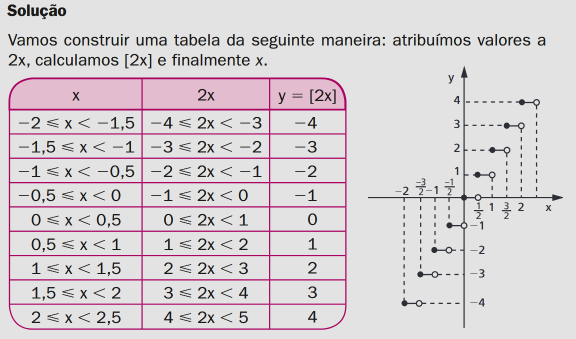 Solução
Vamos construir uma tabela da seguinte maneira: atribuímos valores a
2x, calculamos [2x] e finalmente x.
x 2x y = [2x]
−2 ⩽ x < −1,5 −4 ⩽ 2x < −3 −4
−1,5 ⩽ x < −1 −3 ⩽ 2x < −2 −3
−1 ⩽ x < −0,5 −2 ⩽ 2x < −1 −2
−0,5 ⩽ x < 0 −1 ⩽ 2x < 0 −1
0 ⩽ x < 0,5 0 ⩽ 2x < 1 0
0,5 ⩽ x < 1 1 ⩽ 2x < 2 1
1 ⩽ x < 1,5 2 ⩽ 2x < 3 2
1,5 ⩽ x < 2 3 ⩽ 2x < 4 3
2 ⩽ x < 2,5 4 ⩽ 2x < 5 4
y
4
3
2
1
−2 −3/2 −1 −1/2
1/2 1 3/2 2 x
−1
−2
−3
−4